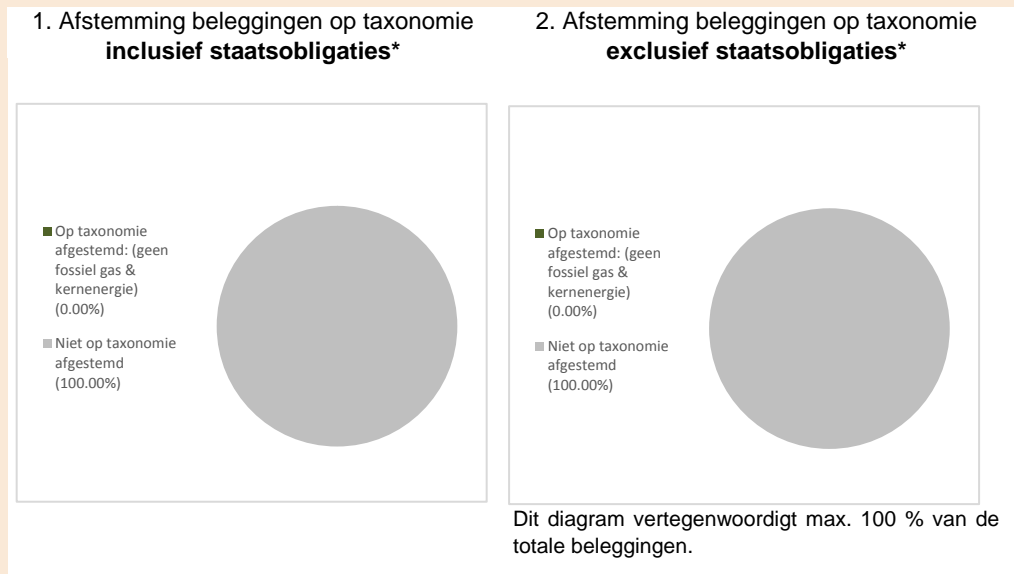 1. Afstemming beleggingen op taxonomie
inclusief staatsobligaties*
Op taxonomie
afgestemd: (geen
fossiel gas &
kernenergie)
(0.00%)
Niet op taxonomie
afgestemd
(100.00%)
2. Afstemming beleggingen op taxonomie
exclusief staatsobligaties*
Op taxonomie
afgestemd: (geen
fossiel gas &
kernenergie)
(0.00%)
Niet op taxonomie
afgestemd
(100.00%)
Dit diagram vertegenwoordigt max. 100 % van de
totale beleggingen.